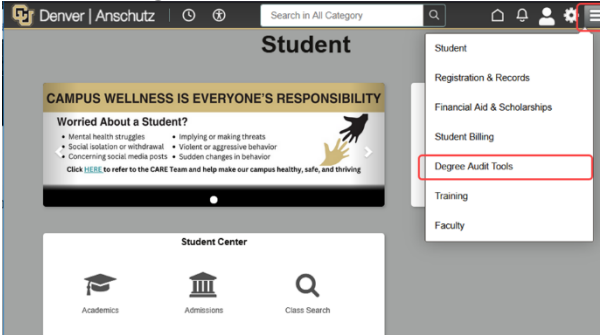 Denver | Anschutz
Search in All Category
Student
Student
Registration & Records
Financial Aid & Scholarships
Student Billing
Degree Audit Tools
Training
Faculty
CAMPUS WELLNESS IS EVERYONE'S RESPONSIBILITY
Worried About a Student?
• Mental health struggles • Implying or making threats
• Social isolation or withdrawal • Violent or aggressive behavior
• Concerning social media posts • Sudden changes in behavior
Click HERE to refer to the CARE Team and help make our campus healthy, safe, and thriving
Student Center
Academics Admissions Class Search